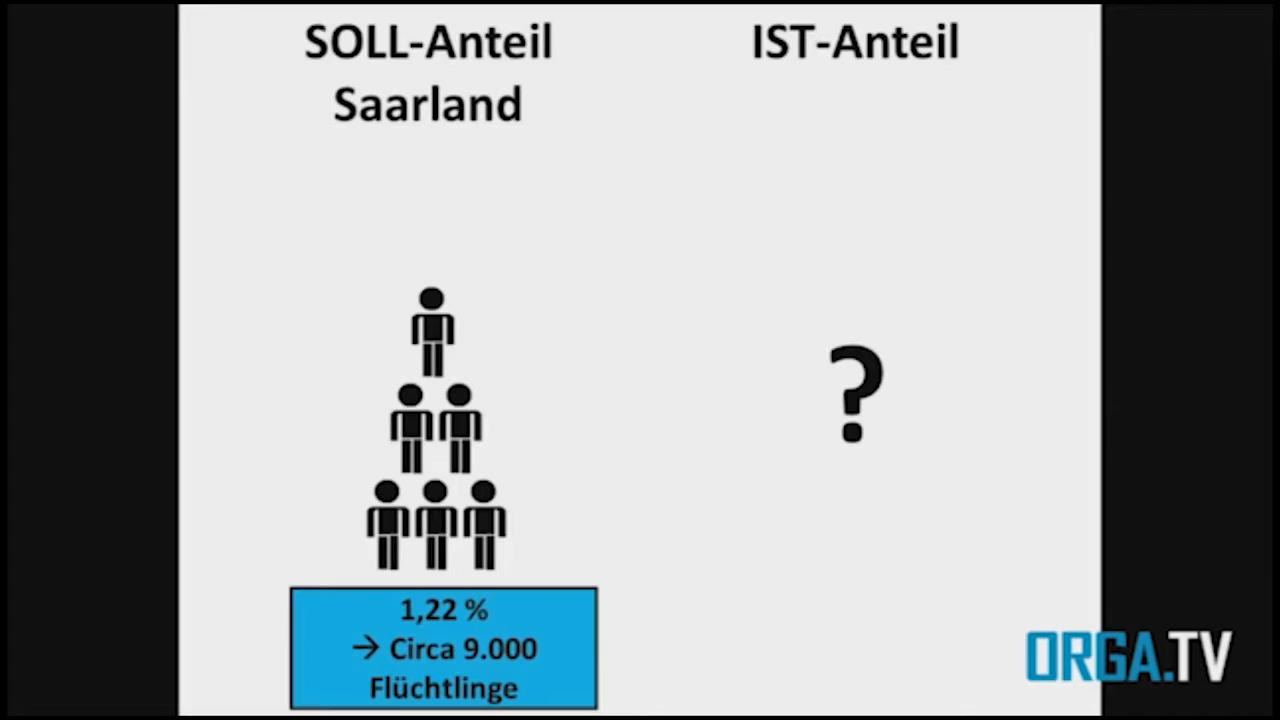 SOLL-Anteil
Saarland
IST-Anteil
?
1,22 %
→ Circa 9.000
Flüchtlinge
ORGA.TV